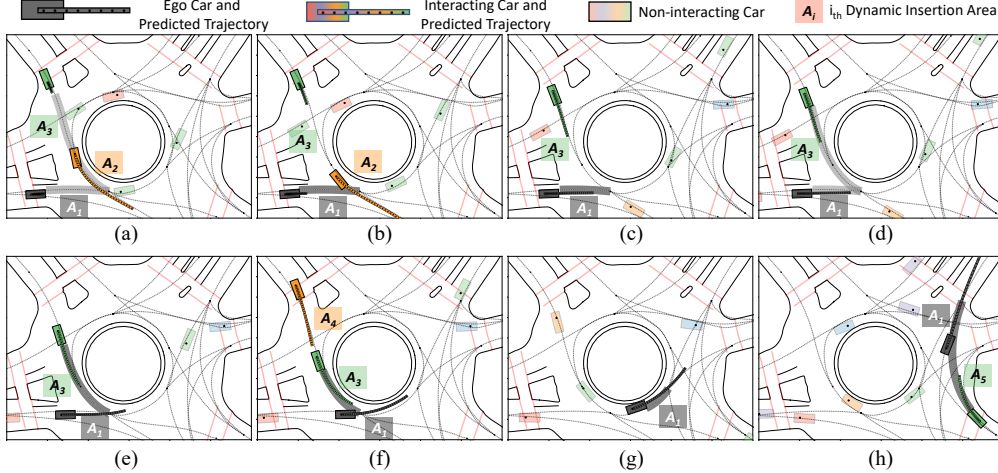 Ego Car and
Predicted Trajectory
Interacting Car and
Predicted Trajectory
Non-interacting Car
A_i
i_th Dynamic Insertion Area
A_3
A_2
A_1
(a)
A_3
A_2
A_1
(b)
A_3
A_1
(c)
A_3
A_1
(d)
A_3
A_1
(e)
A_4
A_3
A_1
(f)
A_1
(g)
A_1
A_5
(h)